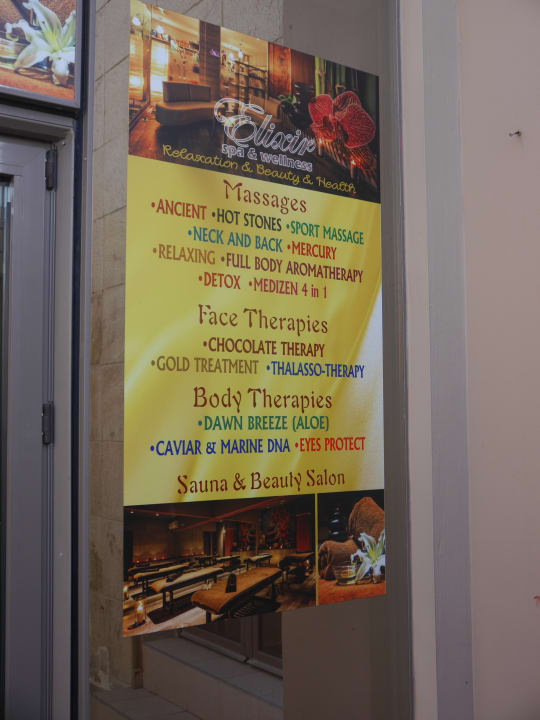 Elixir
spa & wellness
Relaxation & Beauty & Health
Massages
•ANCIENT •HOT STONES •SPORT MASSAGE
•NECK AND BACK •MERCURY
•RELAXING •FULL BODY AROMATHERAPY
•DETOX •MEDIZEN 4 in 1
Face Therapies
•CHOCOLATE THERAPY
•GOLD TREATMENT •THALASSO-THERAPY
Body Therapies
•DAWN BREEZE (ALOE)
•CAVIAR & MARINE DNA •EYES PROTECT
Sauna & Beauty Salon